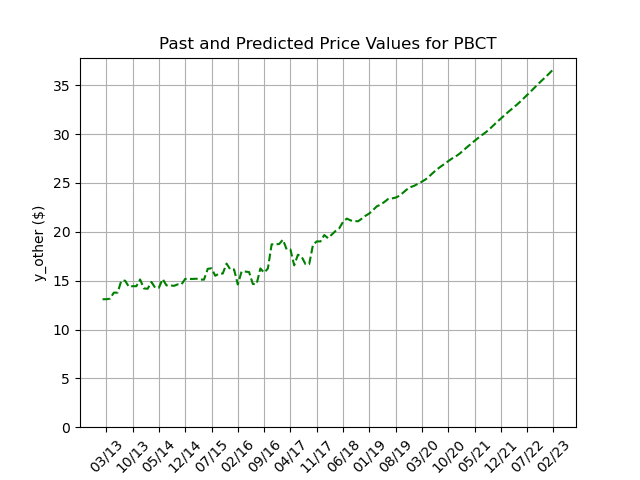 Past and Predicted Price Values for PBCT
y_other ($)
35
30
25
20
15
10
5
0
03/13 10/13 05/14 12/14 07/15 02/16 09/16 04/17 11/17 06/18 01/19 08/19 03/20 10/20 05/21 12/21 07/22 02/23